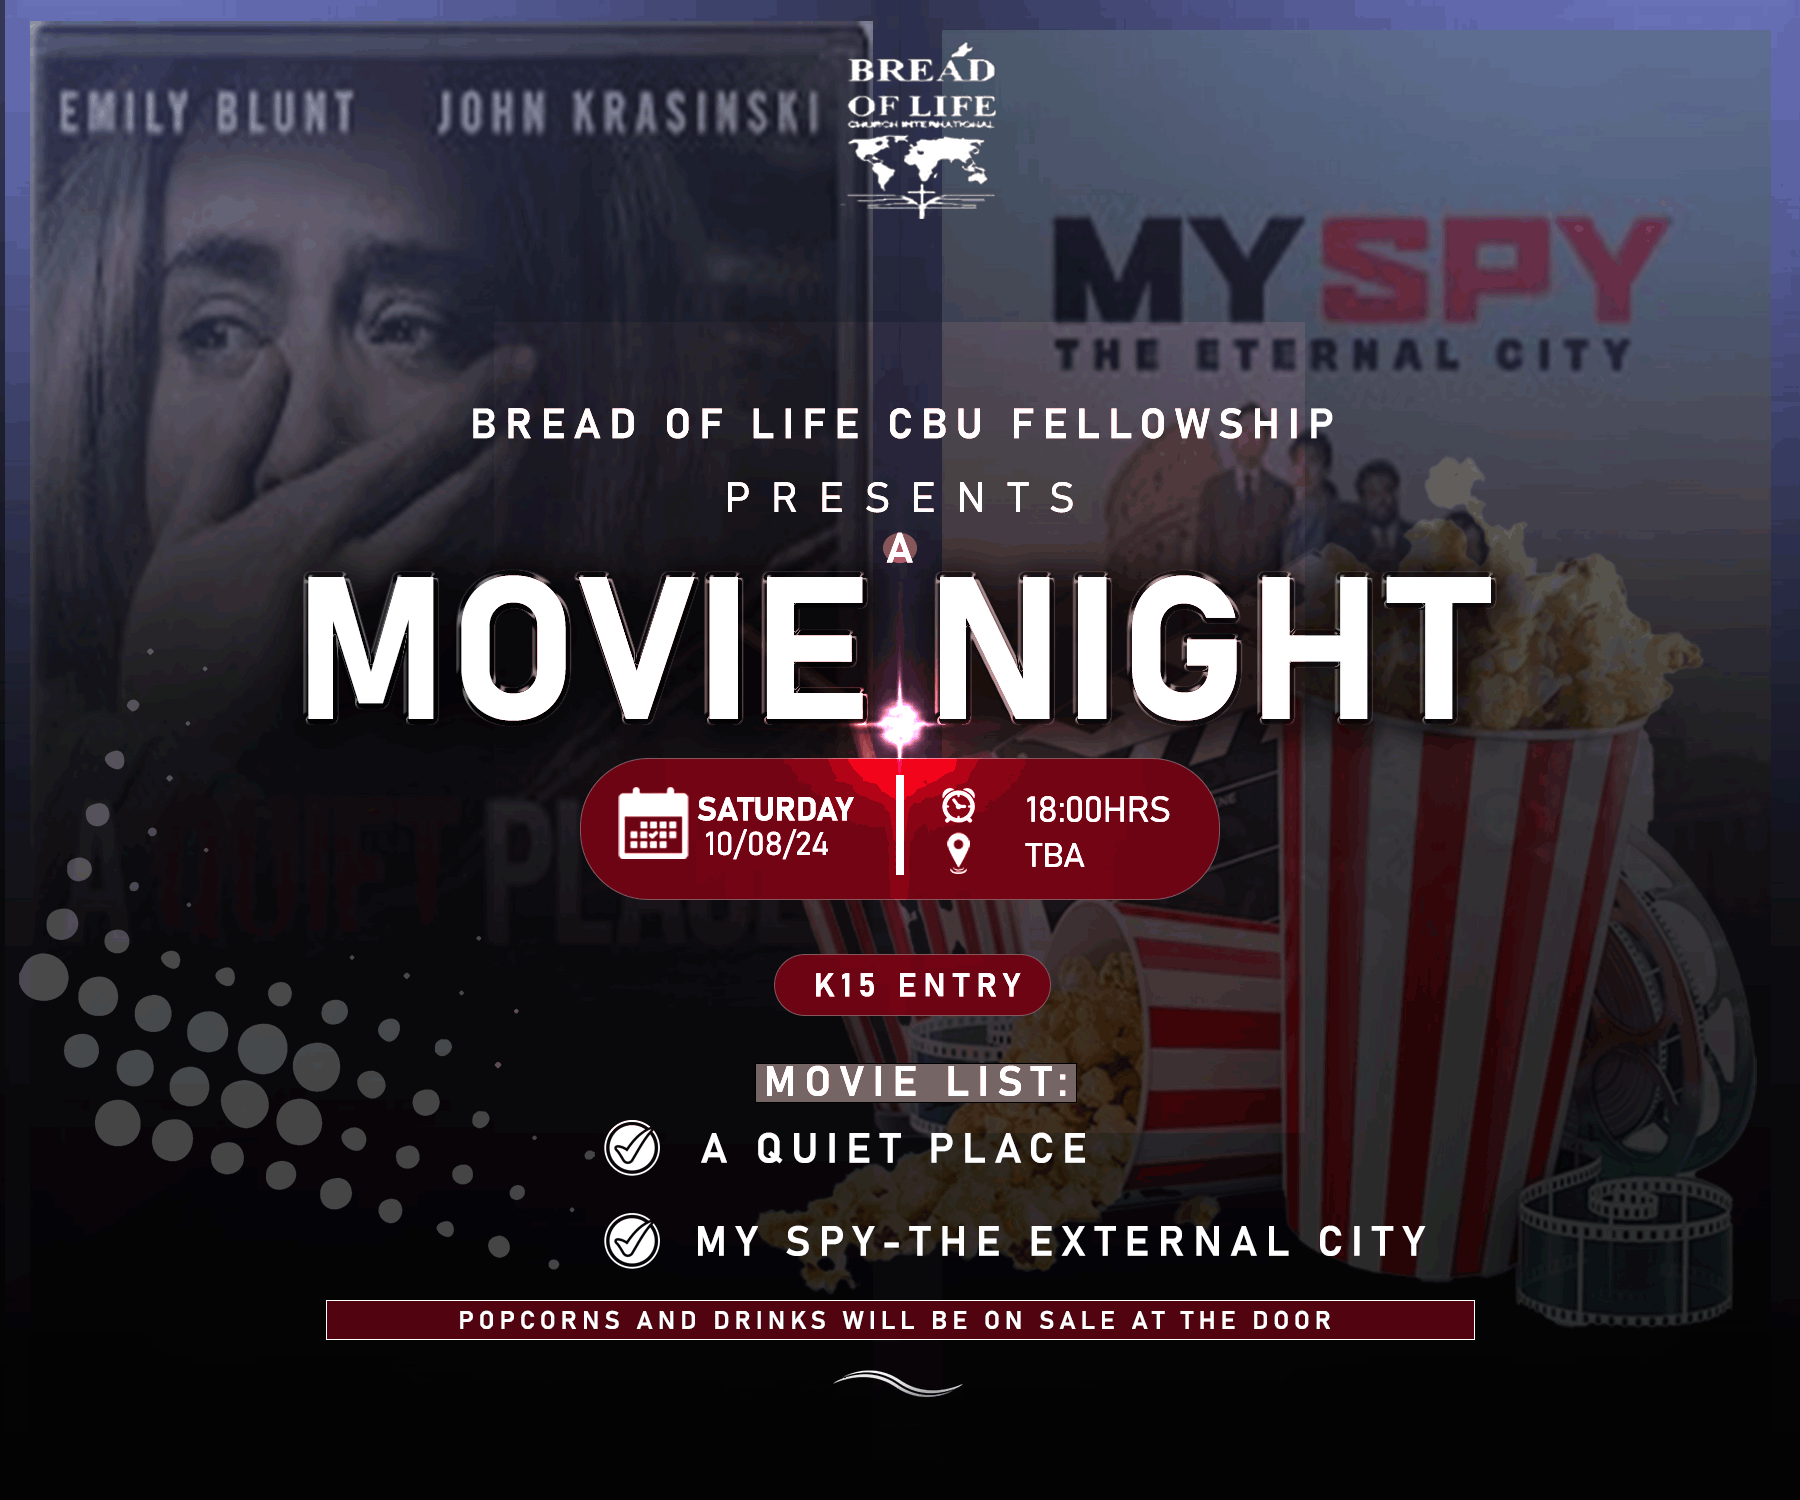 EMILY BLUNT JOHN KRASINSKI
BREAD
OF LIFE
CHURCH INTERNATIONAL
MY SPY
THE ETERNAL CITY
BREAD OF LIFE CBU FELLOWSHIP
PRESENTS
A
MOVIE NIGHT
SATURDAY
10/08/24
18:00HRS
TBA
A QUIET PLACE
K15 ENTRY
MOVIE LIST:
A QUIET PLACE
MY SPY-THE EXTERNAL CITY
POPCORNS AND DRINKS WILL BE ON SALE AT THE DOOR